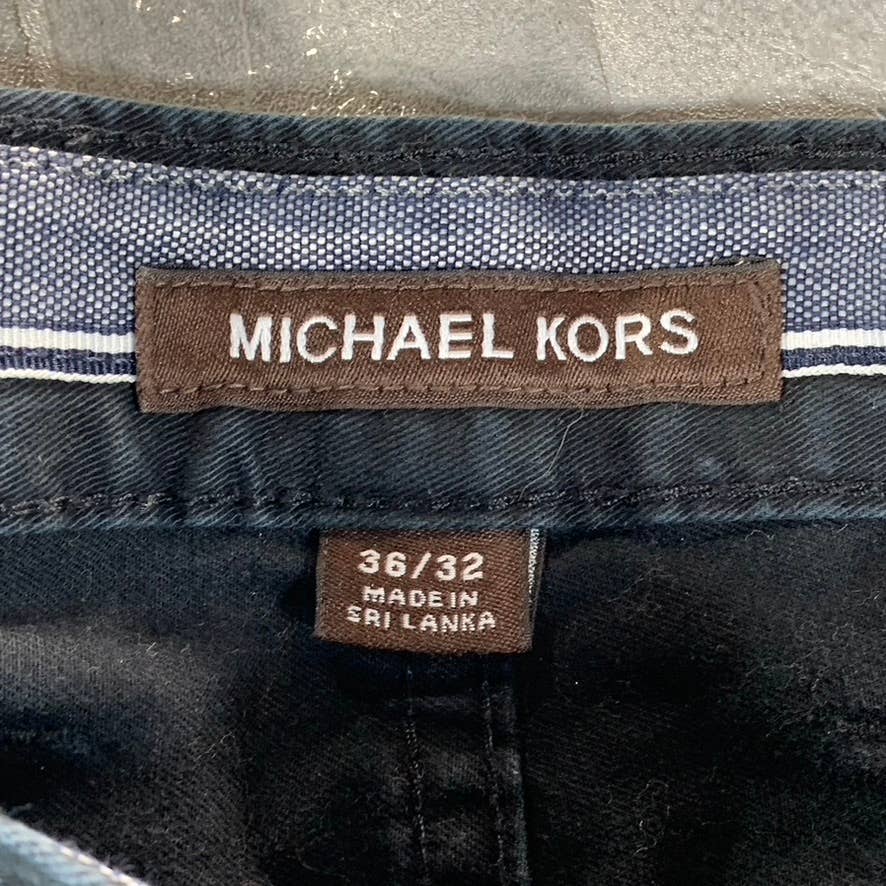 MICHAEL KORS
36/32
MADE IN
SRI LANKA